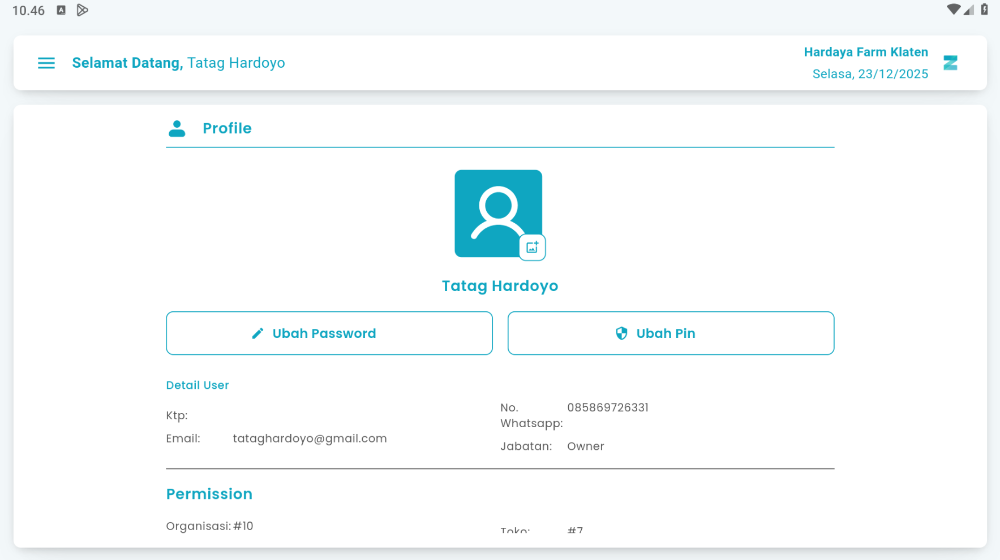 10.46
Selamat Datang, Tatag Hardoyo
Hardaya Farm Klaten
Selasa, 23/12/2025
Profile
Tatag Hardoyo
Ubah Password
Ubah Pin
Detail User
Ktp:
Email: tataghardoyo@gmail.com
No. Whatsapp: 085869726331
Jabatan: Owner
Permission
Organisasi: #10
Toko: #7